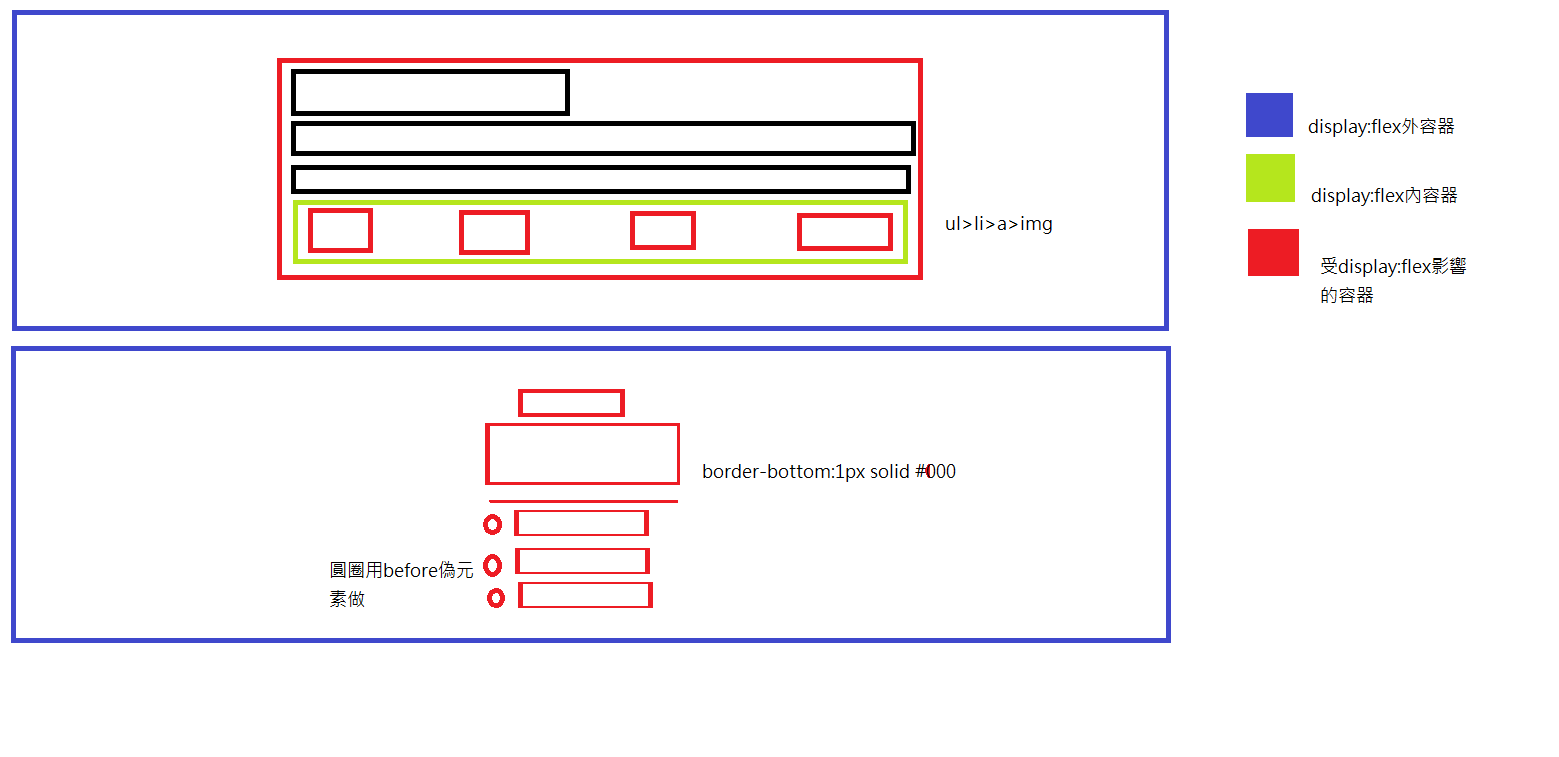 display:flex外容器
display:flex內容器
受display:flex影響
的容器
ul>li>a>img
border-bottom:1px solid #000
圓圈用before偽元
素做